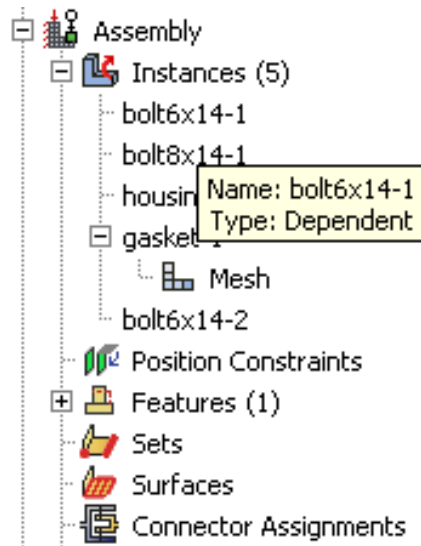 Assembly
Instances (5)
bolt6x14-1
bolt8x14-1
housin
Name: bolt6x14-1
Type: Dependent
gasket-1
Mesh
bolt6x14-2
Position Constraints
Features (1)
Sets
Surfaces
Connector Assignments